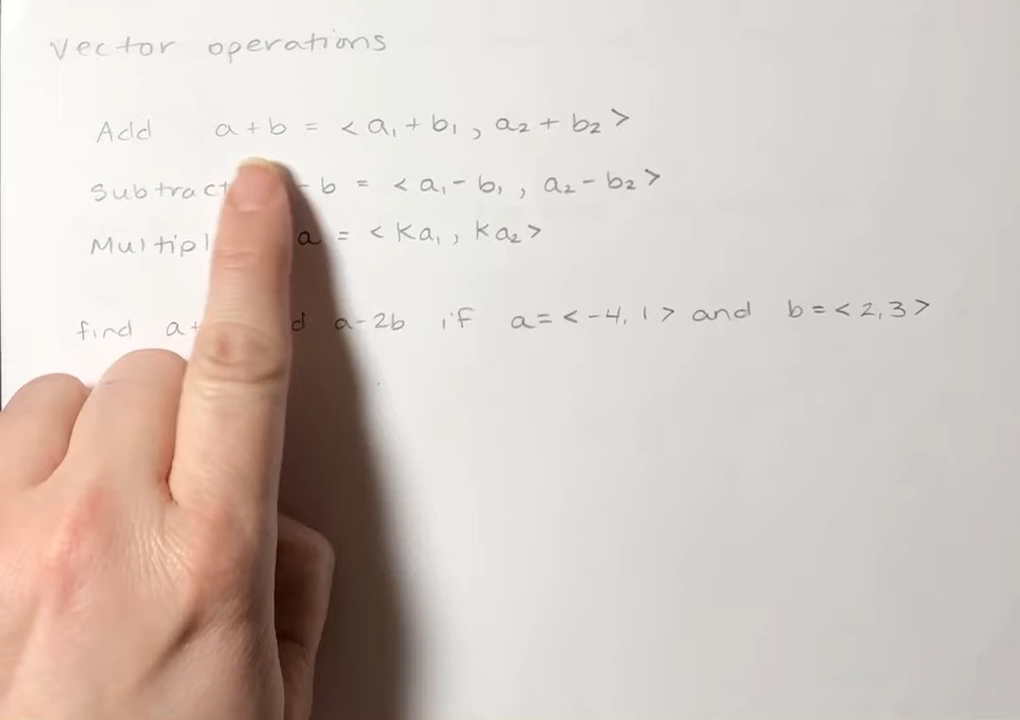 Vector operations
Add a + b = < a₁ + b₁ , a₂ + b₂ >
Subtract - b = < a₁ - b₁ , a₂ - b₂ >
a = < Ka₁ , Ka₂ >
find a - 2b if a = < -4, 1 > and b = < 2, 3 >